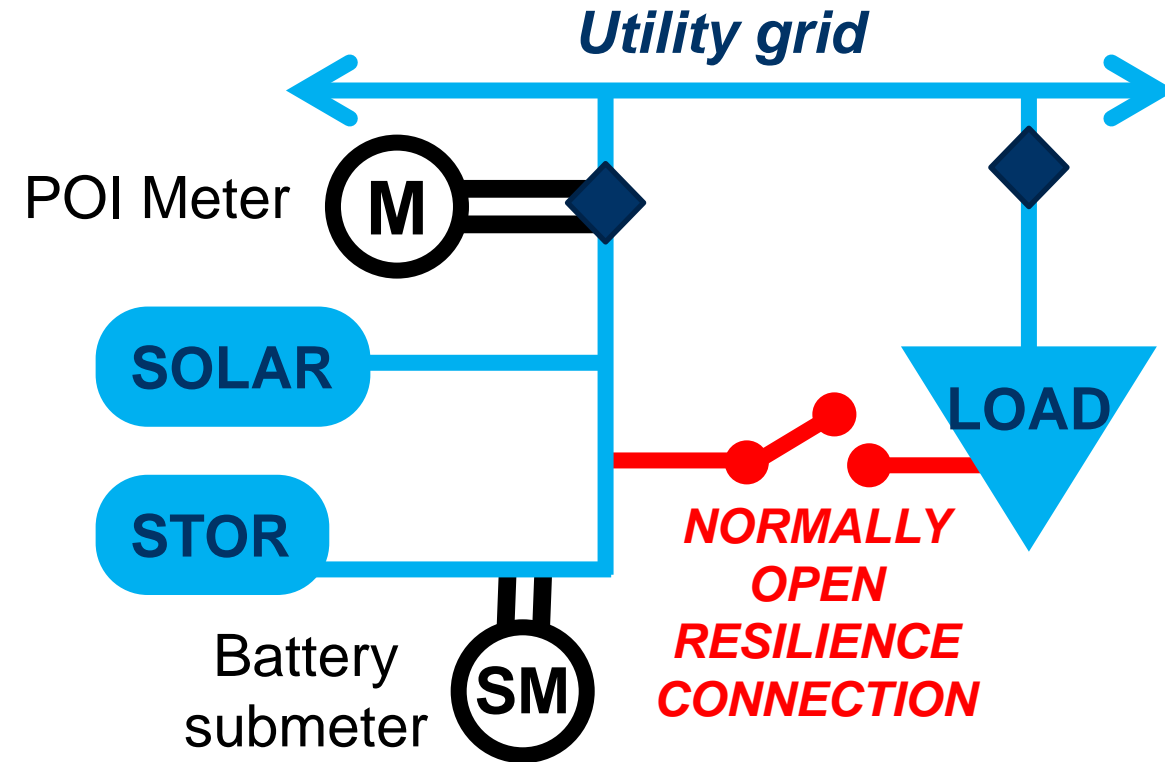 Utility grid
POI Meter
M
SOLAR
LOAD
STOR
NORMALLY
OPEN
RESILIENCE
CONNECTION
Battery
submeter
SM